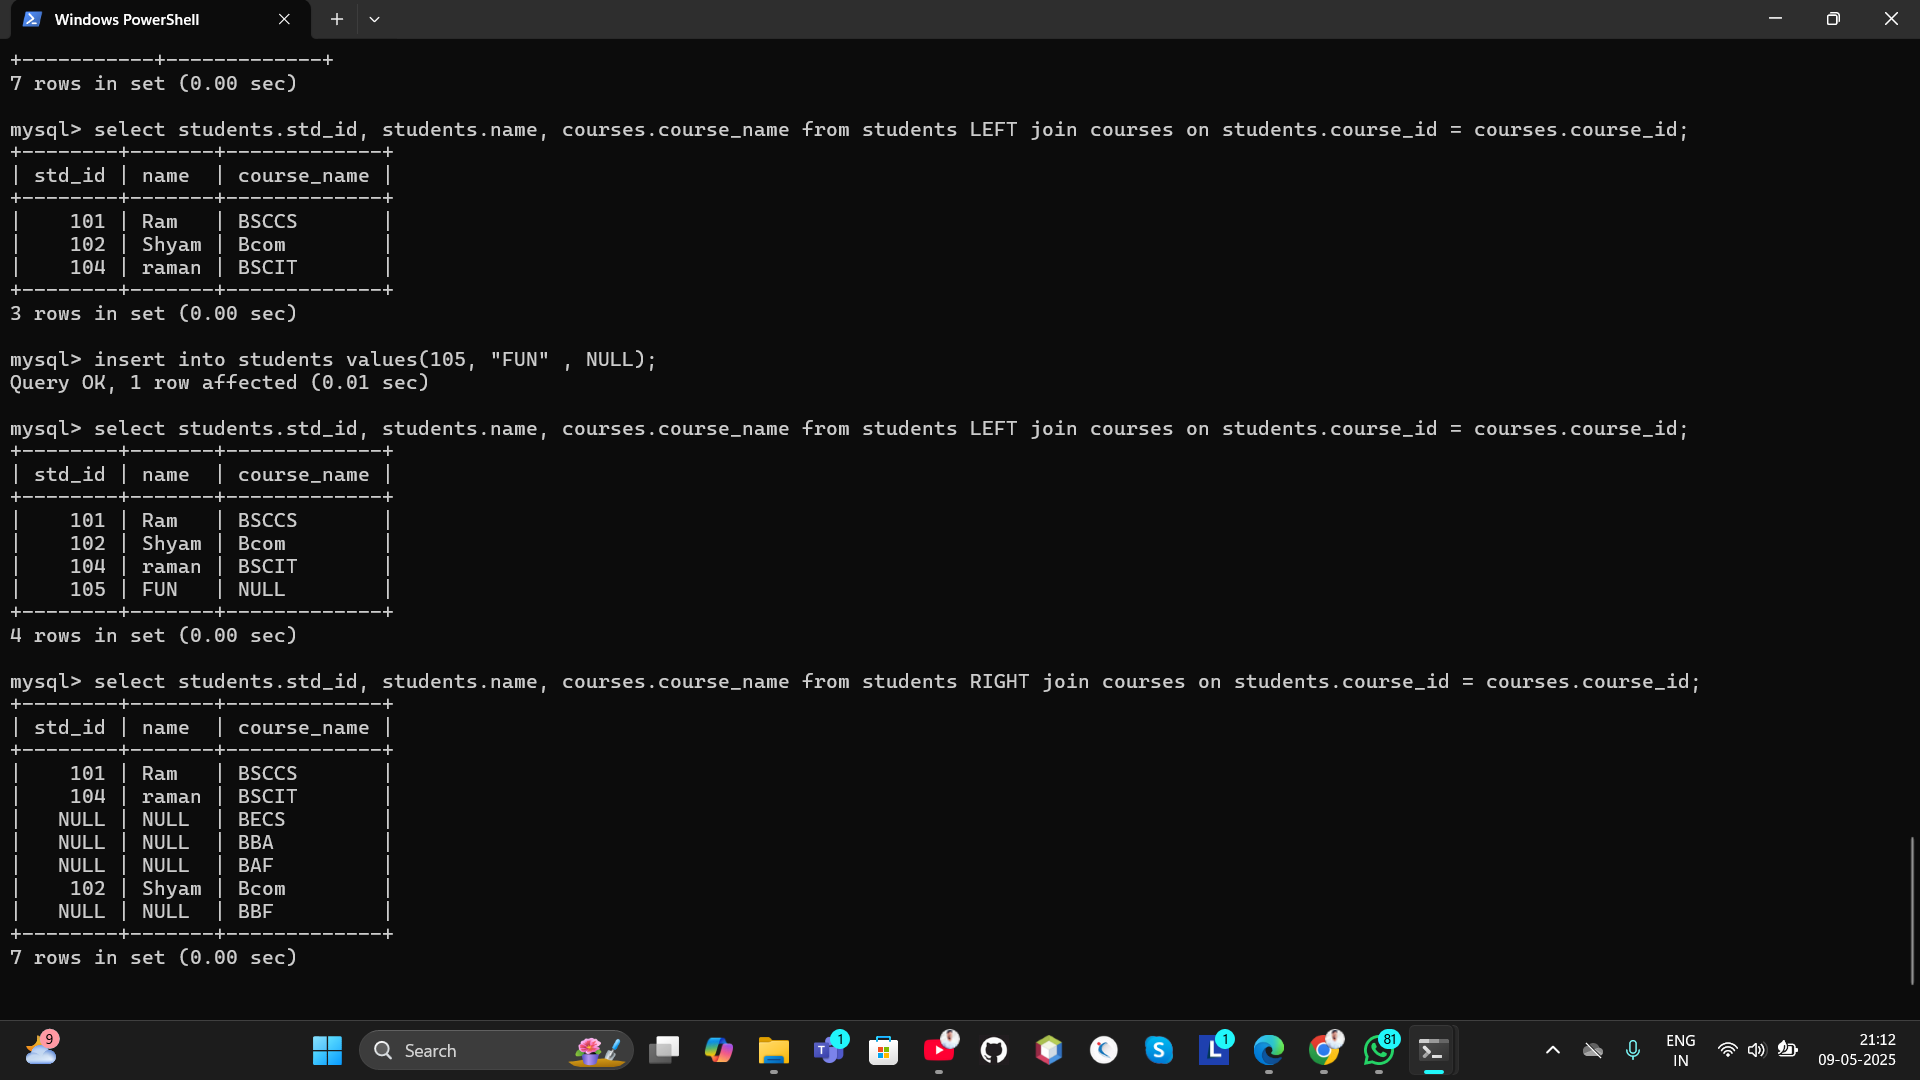 Windows PowerShell
+-----------+-------------+
7 rows in set (0.00 sec)
mysql> select students.std_id, students.name, courses.course_name from students LEFT join courses on students.course_id = courses.course_id;
+--------+-------+-------------+
| std_id | name  | course_name |
+--------+-------+-------------+
|    101 | Ram   | BSCCS       |
|    102 | Shyam | Bcom        |
|    104 | raman | BSCIT       |
+--------+-------+-------------+
3 rows in set (0.00 sec)
mysql> insert into students values(105, "FUN" , NULL);
Query OK, 1 row affected (0.01 sec)
mysql> select students.std_id, students.name, courses.course_name from students LEFT join courses on students.course_id = courses.course_id;
+--------+-------+-------------+
| std_id | name  | course_name |
+--------+-------+-------------+
|    101 | Ram   | BSCCS       |
|    102 | Shyam | Bcom        |
|    104 | raman | BSCIT       |
|    105 | FUN   | NULL        |
+--------+-------+-------------+
4 rows in set (0.00 sec)
mysql> select students.std_id, students.name, courses.course_name from students RIGHT join courses on students.course_id = courses.course_id;
+--------+-------+-------------+
| std_id | name  | course_name |
+--------+-------+-------------+
|    101 | Ram   | BSCCS       |
|    104 | raman | BSCIT       |
|   NULL | NULL  | BECS        |
|   NULL | NULL  | BBA         |
|   NULL | NULL  | BAF         |
|    102 | Shyam | Bcom        |
|   NULL | NULL  | BBF         |
+--------+-------+-------------+
7 rows in set (0.00 sec)
9
Search
1
1
81
ENG
IN
21:12
09-05-2025